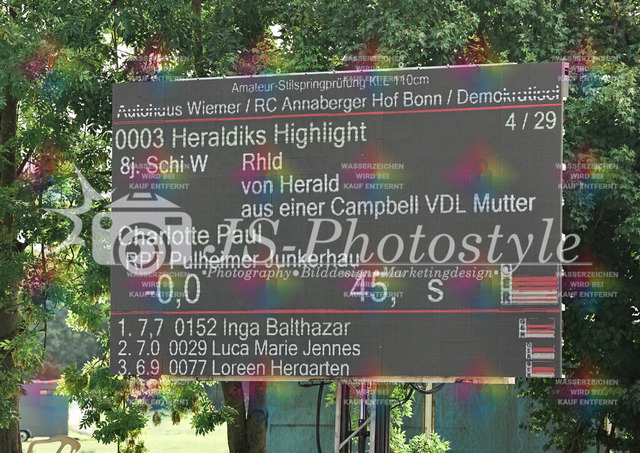 Amateur-Stilspringprüfung Kl. L 110cm
Autohaus Wierner / RC Annaberger Hof Bonn / Demokratiebi
0003 Heraldiks Highlight 4 / 29
8j. Schi W Rhld
von Herald
aus einer Campbell VDL Mutter
Charlotte Paul
RP Pulheimer Junkerhau
-0,0 45, s
1. 7,7 0152 Inga Balthazar
2. 7.0 0029 Luca Marie Jennes
3. 6.9 0077 Loreen Hergarten
JS-Photostyle
•Photography•Bilddesign•Marketingdesign•
WASSERZEICHEN
WIRD BEI
KAUF ENTFERNT